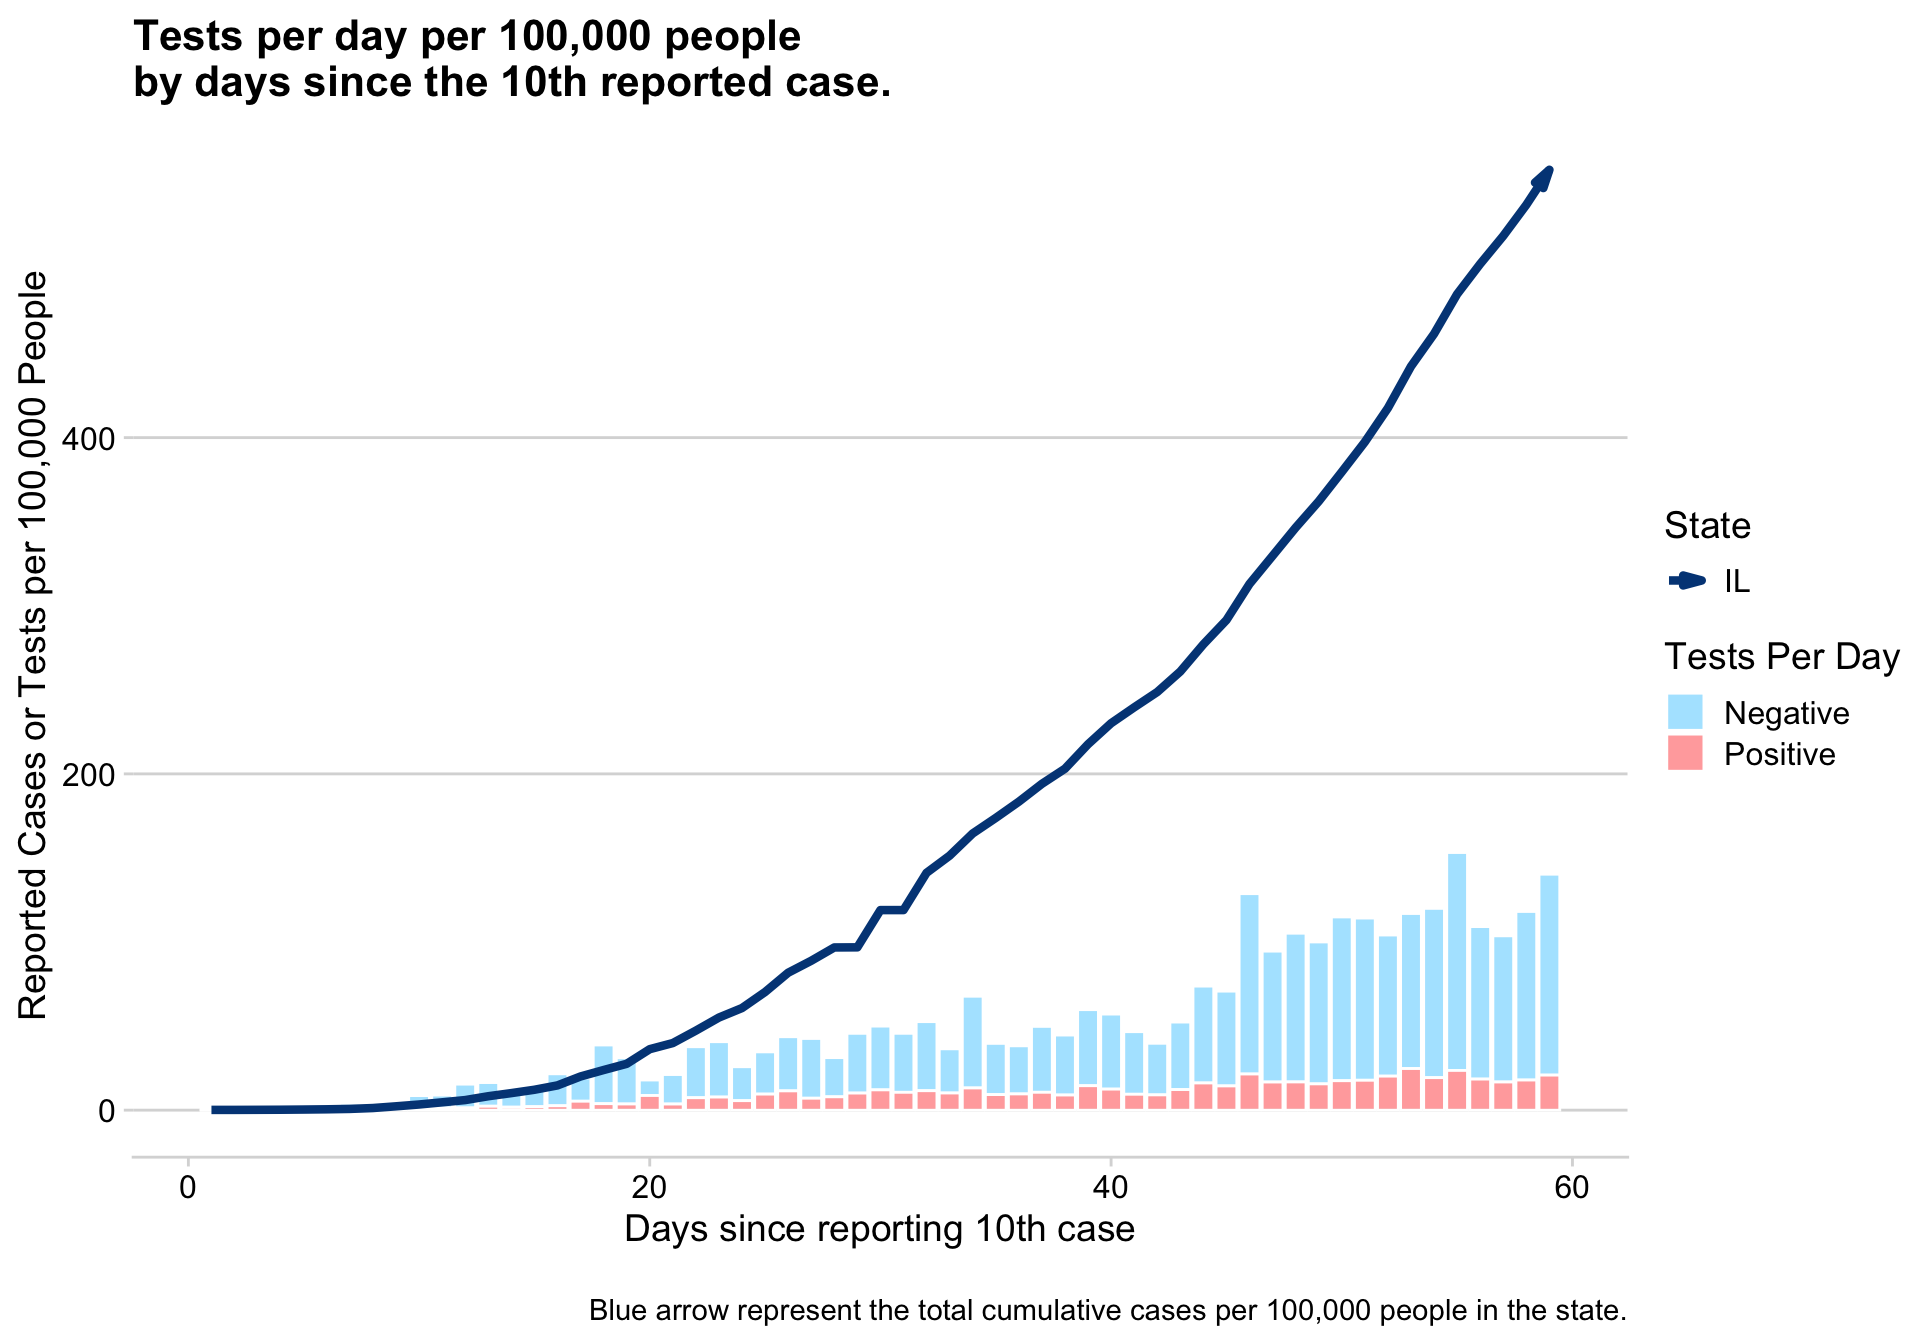 Tests per day per 100,000 people
by days since the 10th reported case.
Reported Cases or Tests per 100,000 People
400
200
0
0
20
40
60
Days since reporting 10th case
State
IL
Tests Per Day
Negative
Positive
Blue arrow represent the total cumulative cases per 100,000 people in the state.